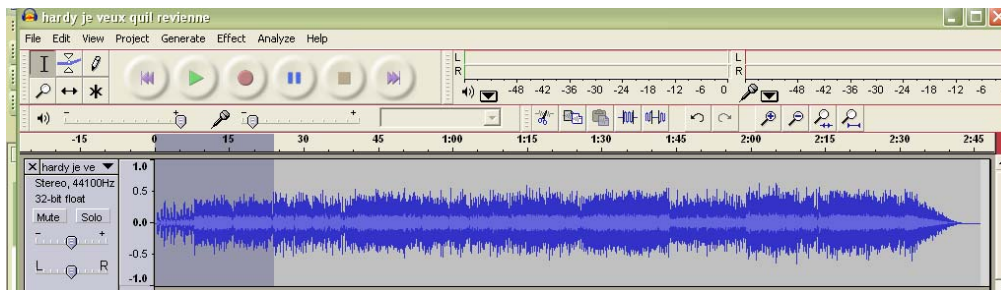 hardy je veux quil revienne
File Edit View Project Generate Effect Analyze Help
L
R
-48 -42 -36 -30 -24 -18 -12 -6 0
L
R
-48 -42 -36 -30 -24 -18 -12 -6
-15 0 15 30 45 1:00 1:15 1:30 1:45 2:00 2:15 2:30 2:45
hardy je ve
Stereo, 44100Hz
32-bit float
Mute Solo
- +
L R
1.0
0.5
0.0
-0.5
-1.0